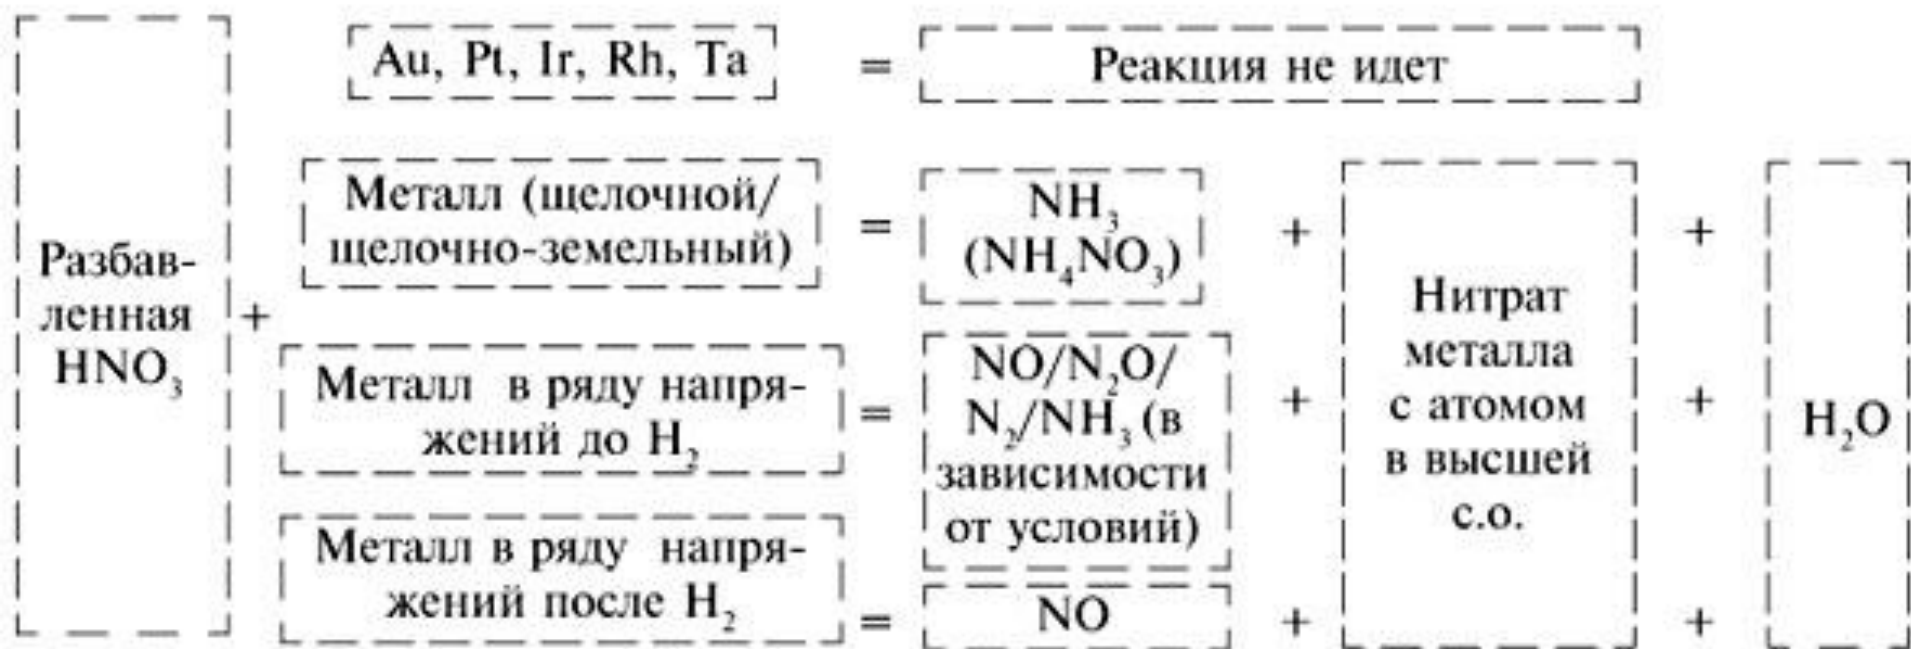 Au, Pt, Ir, Rh, Ta
=
Реакция не идет
Разбав-
ленная
HNO₃
+
Металл (щелочной/
щелочно-земельный)
=
NH₃
(NH₄NO₃)
+
Нитрат
металла
с атомом
в высшей
с.о.
+
H₂O
Металл в ряду напря-
жений до H₂
=
NO/N₂O/
N₂/NH₃ (в
зависимости
от условий)
+
+
Металл в ряду напря-
жений после H₂
=
NO
+
+